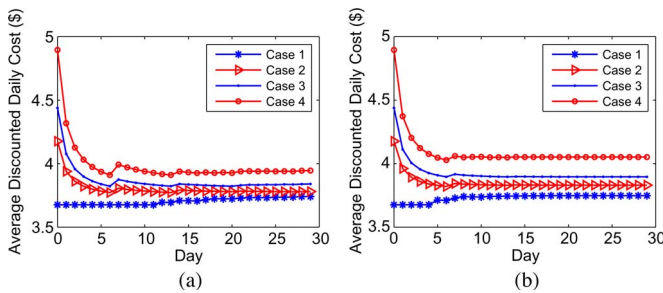 Average Discounted Daily Cost ($)
5
4.5
4
3.5
0 5 10 15 20 25 30
Day
Case 1
Case 2
Case 3
Case 4
(a)
Average Discounted Daily Cost ($)
5
4.5
4
3.5
0 5 10 15 20 25 30
Day
Case 1
Case 2
Case 3
Case 4
(b)